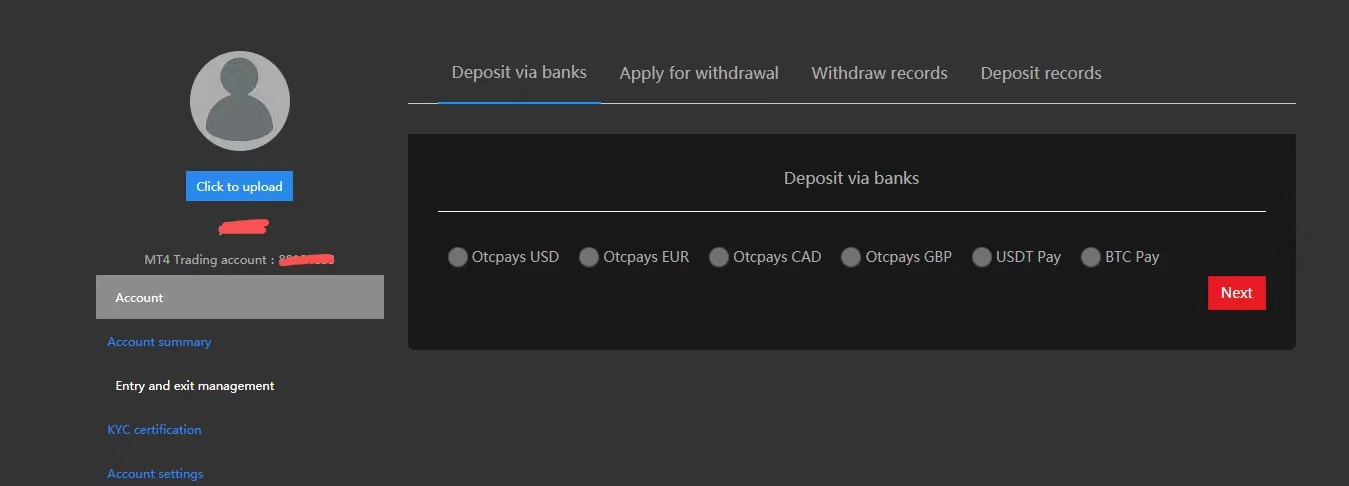 Deposit via banks
Apply for withdrawal
Withdraw records
Deposit records
Click to upload
MT4 Trading account :
Account
Account summary
Entry and exit management
KYC certification
Account settings
Deposit via banks
Otcpays USD
Otcpays EUR
Otcpays CAD
Otcpays GBP
USDT Pay
BTC Pay
Next